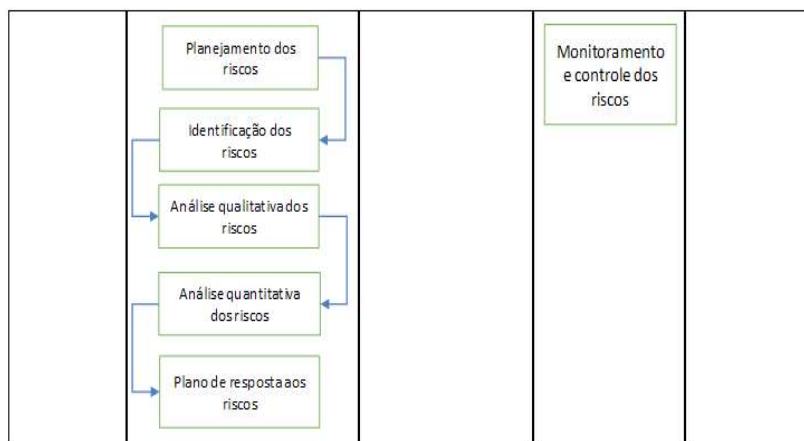 Planejamento dos
riscos
Identificação dos
riscos
Análise qualitativa dos
riscos
Análise quantitativa
dos riscos
Plano de resposta aos
riscos
Monitoramento
e controle dos
riscos